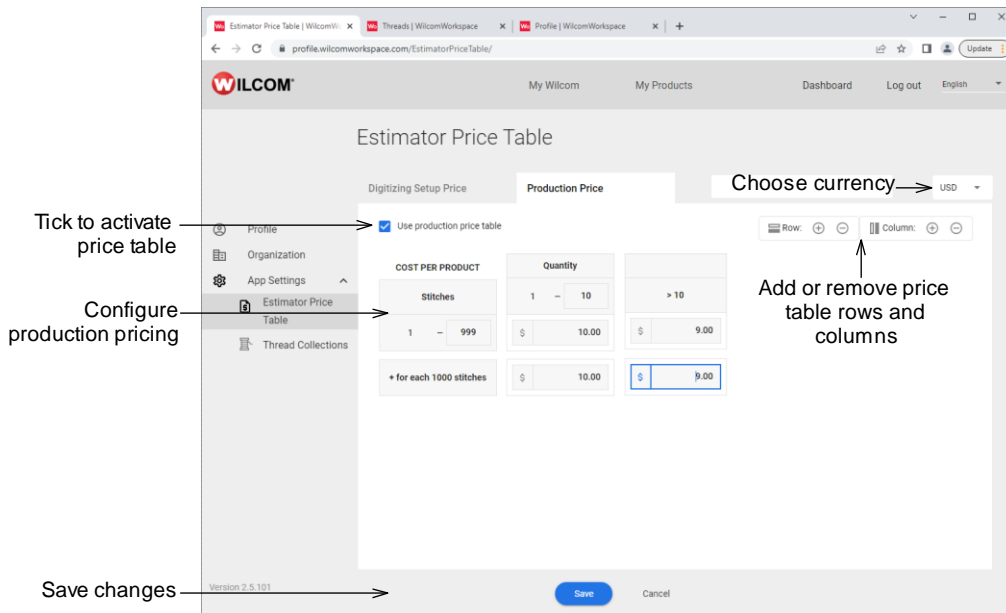 Estimator Price Table | WilcomW
Threads | WilcomWorkspace
Profile | WilcomWorkspace
profile.wilcomworkspace.com/EstimatorPriceTable/
Update
WILCOM
My Wilcom
My Products
Dashboard
Log out
English
Estimator Price Table
Digitizing Setup Price
Production Price
Choose currency
USD
Tick to activate
price table
Profile
Organization
App Settings
Estimator Price
Table
Thread Collections
Use production price table
Row:
Column:
Add or remove price
table rows and
columns
Configure
production pricing
COST PER PRODUCT
Quantity
Stitches
1 – 10
> 10
1 – 999
$ 10.00
$ 9.00
+ for each 1000 stitches
$ 10.00
$ 9.00
Save changes
Version 2.5.101
Save
Cancel